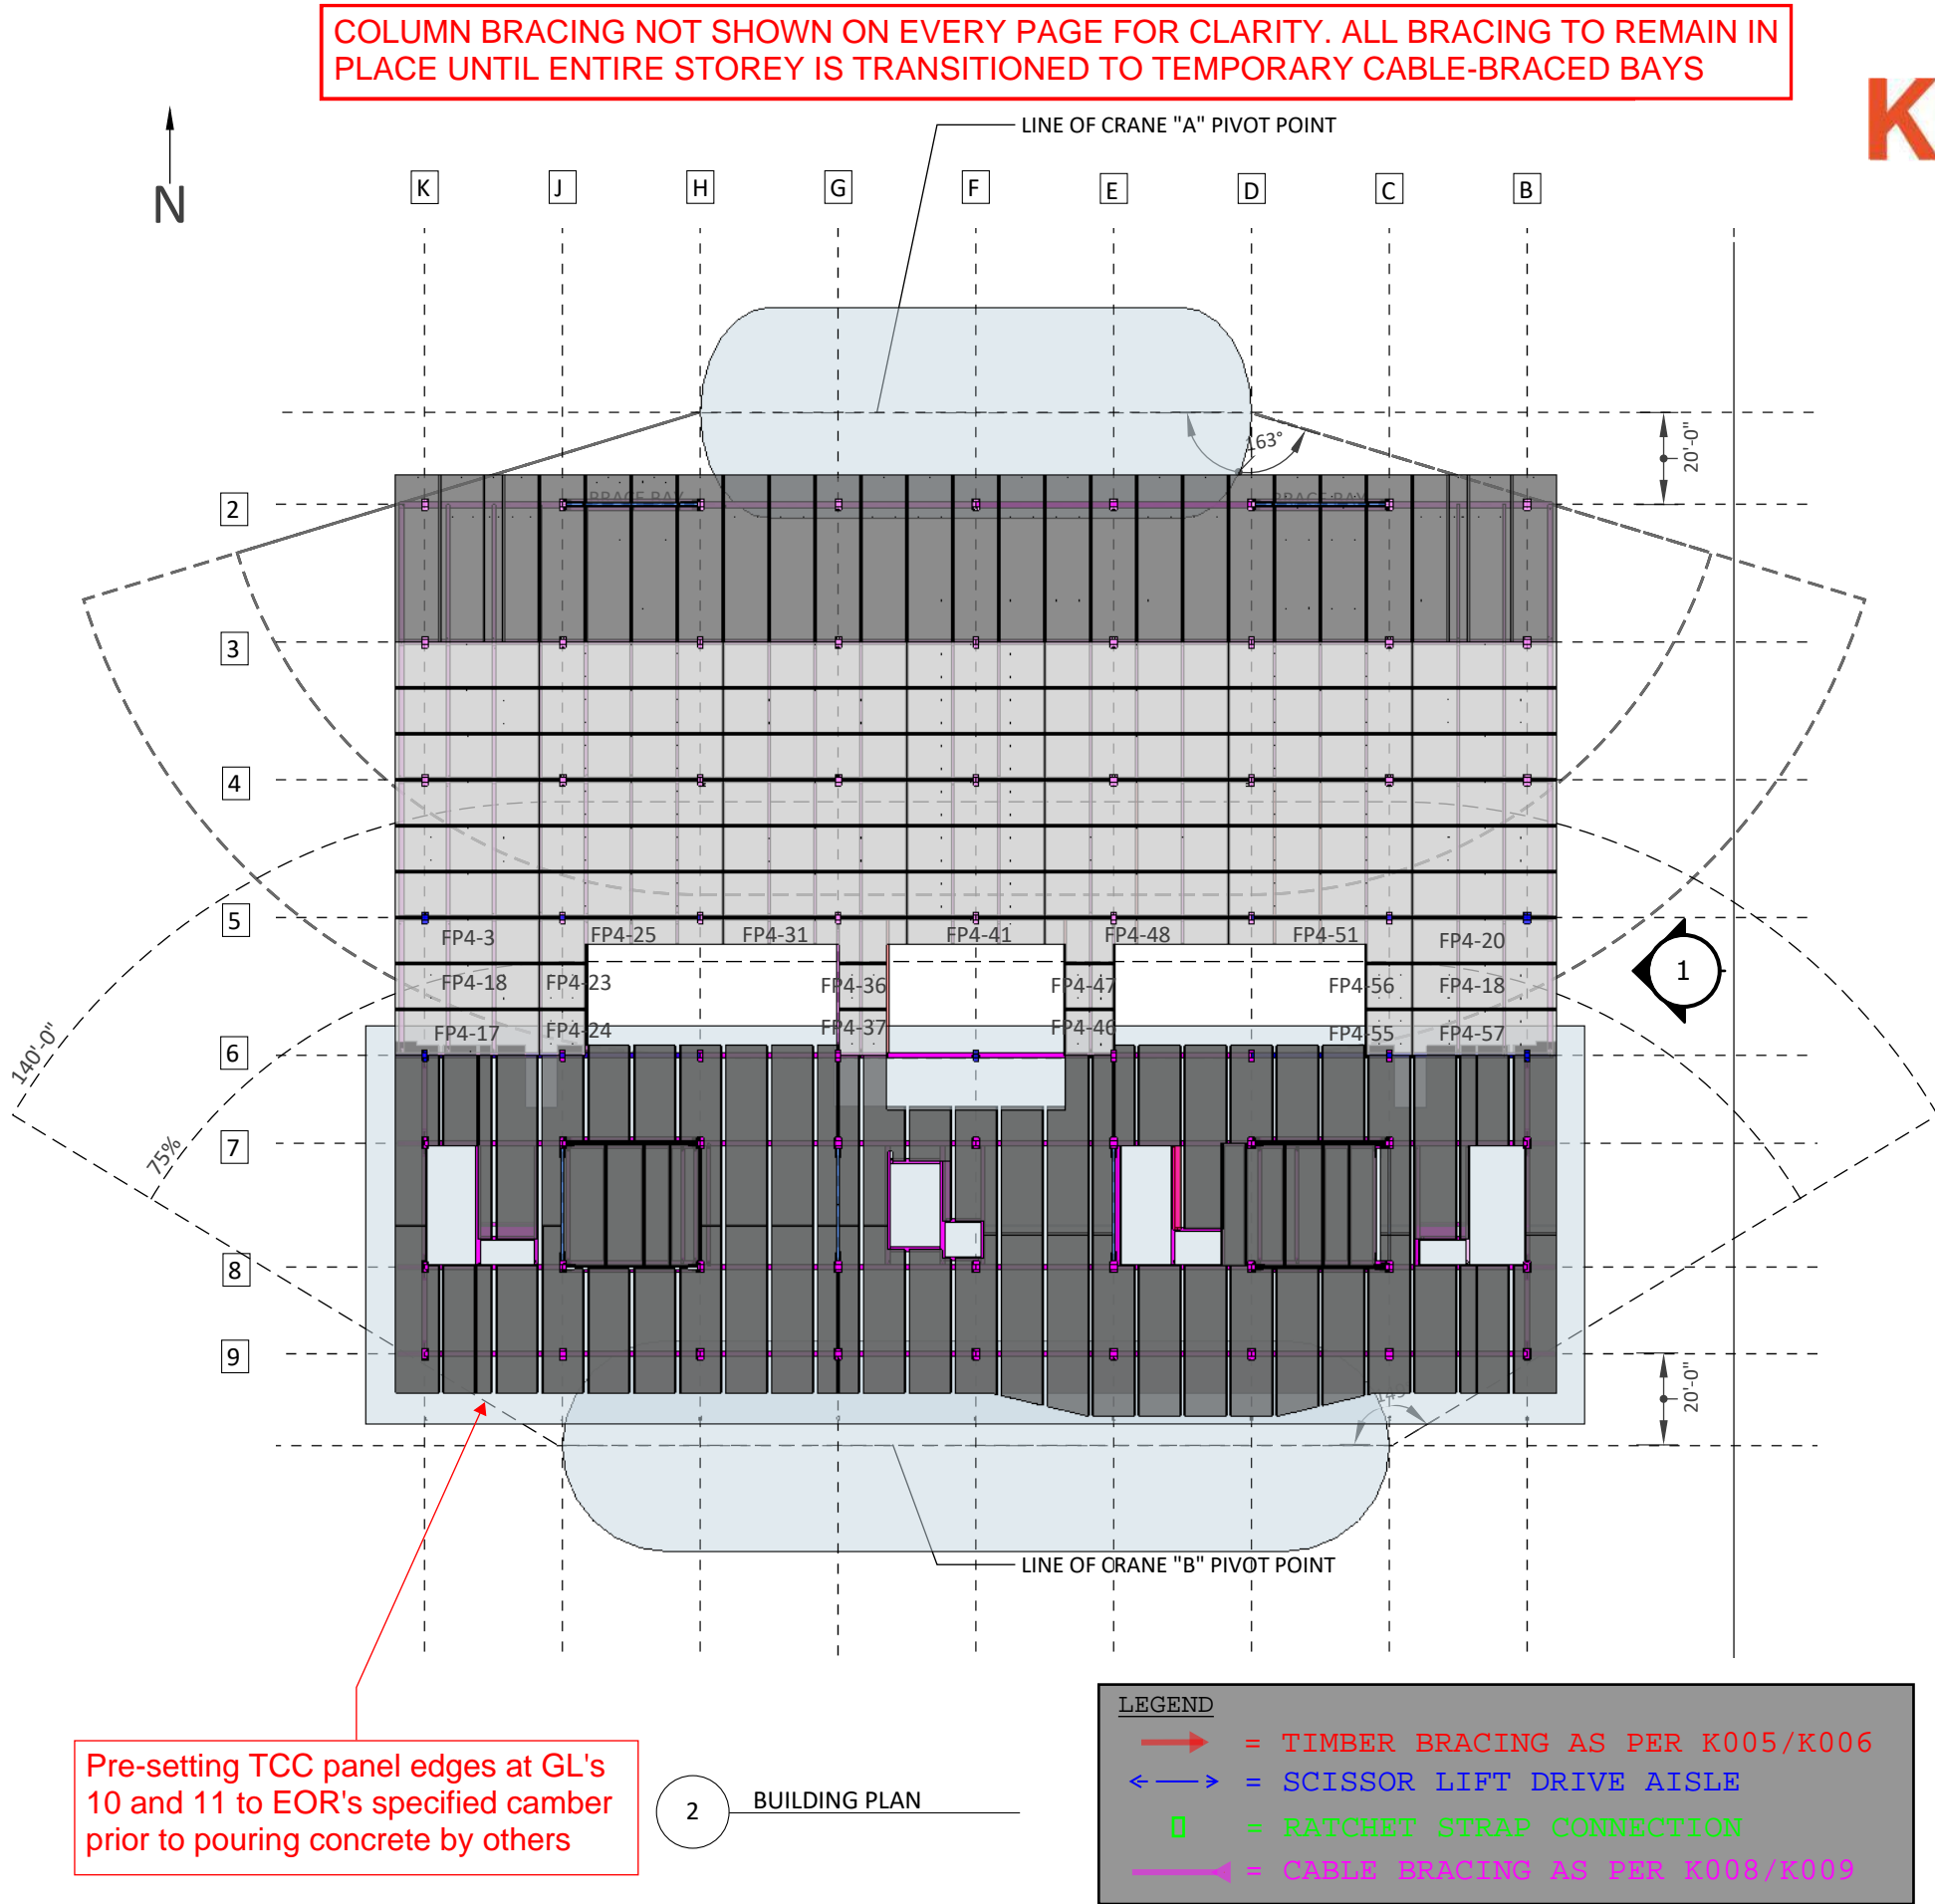 COLUMN BRACING NOT SHOWN ON EVERY PAGE FOR CLARITY. ALL BRACING TO REMAIN IN
PLACE UNTIL ENTIRE STOREY IS TRANSITIONED TO TEMPORARY CABLE-BRACED BAYS
K
LINE OF CRANE "A" PIVOT POINT
N
K J H G F E D C B
163°
20'-0"
2
BRACE BAY BRACE BAY
3
4
5
FP4-3 FP4-25 FP4-31 FP4-41 FP4-48 FP4-51 FP4-20
FP4-18 FP4-23 FP4-36 FP4-47 FP4-56 FP4-18
1
FP4-17 FP4-24 FP4-37 FP4-46 FP4-55 FP4-57
6
140'-0"
75%
7
8
9
20'-0"
LINE OF CRANE "B" PIVOT POINT
Pre-setting TCC panel edges at GL's
10 and 11 to EOR's specified camber
prior to pouring concrete by others
2 BUILDING PLAN
LEGEND
= TIMBER BRACING AS PER K005/K006
= SCISSOR LIFT DRIVE AISLE
= RATCHET STRAP CONNECTION
= CABLE BRACING AS PER K008/K009